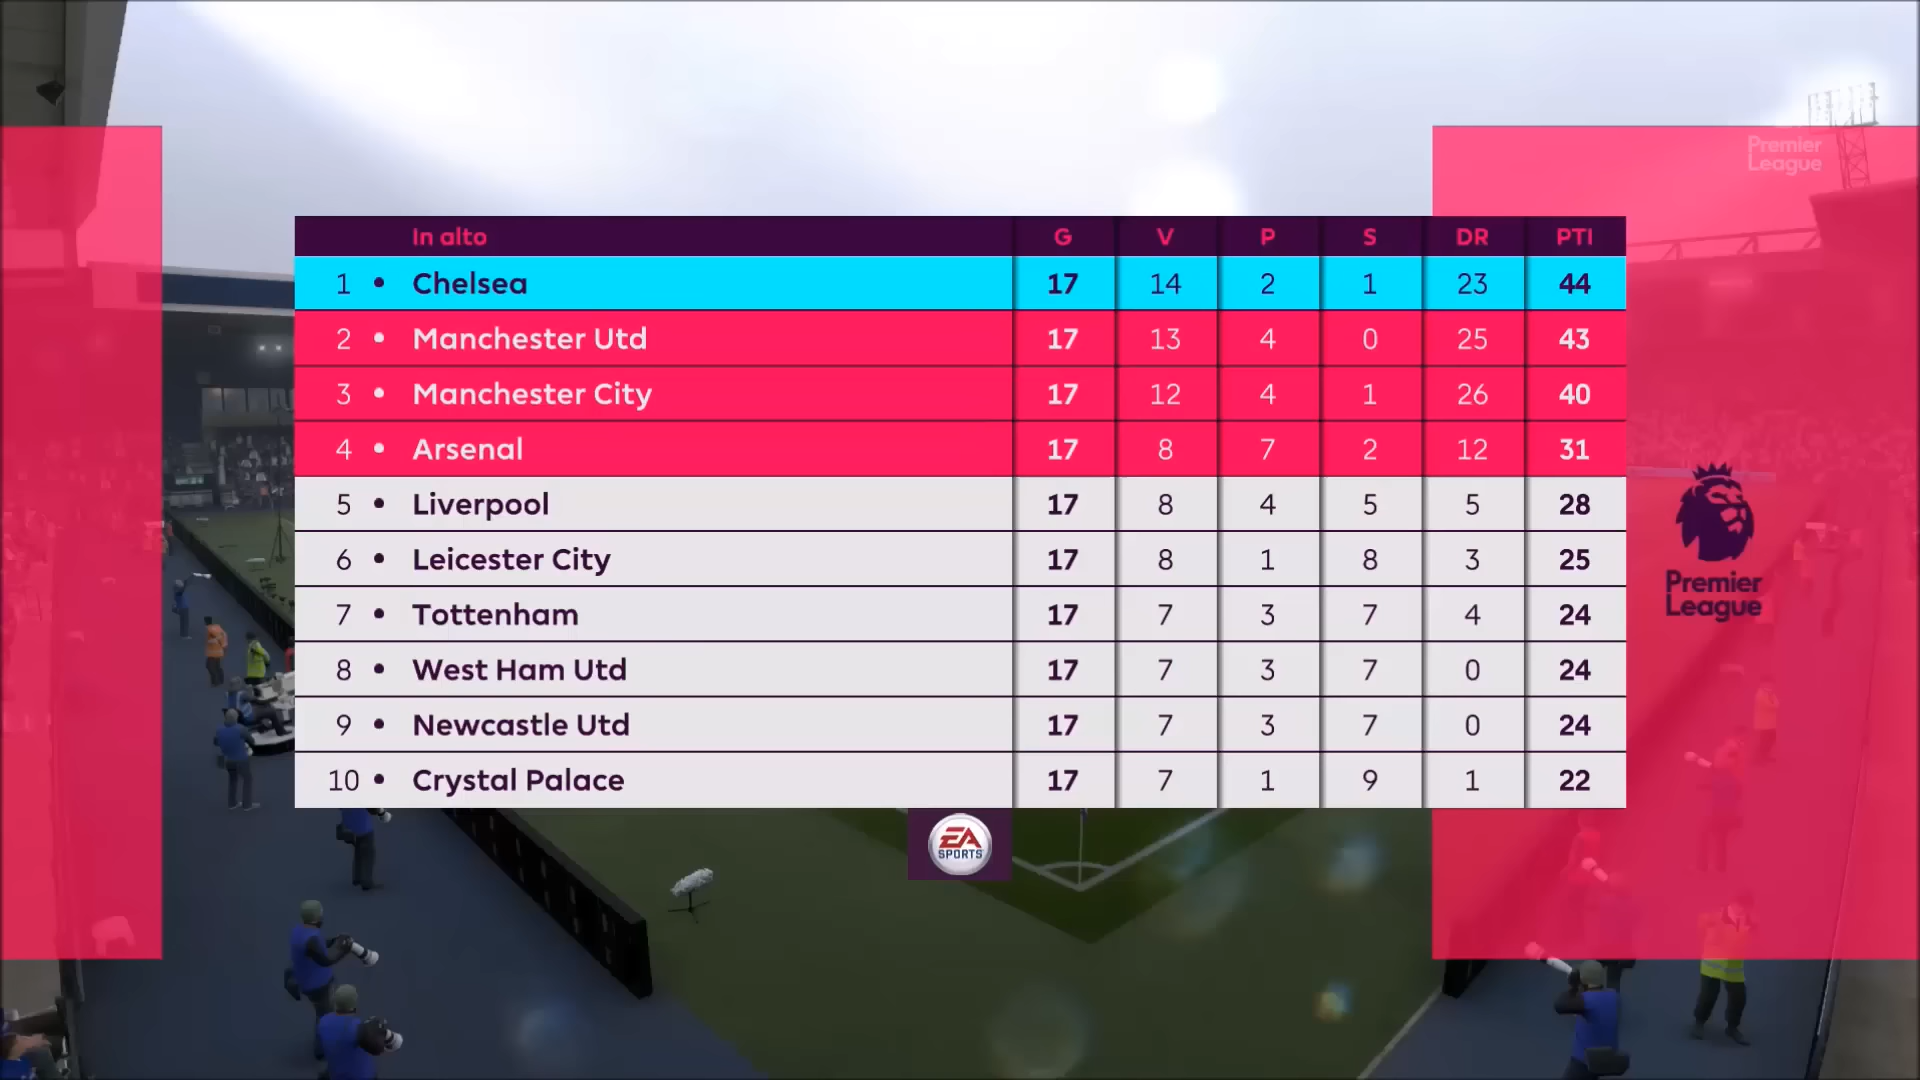 Premier
League
In alto G V P S DR PTI
1 • Chelsea 17 14 2 1 23 44
2 • Manchester Utd 17 13 4 0 25 43
3 • Manchester City 17 12 4 1 26 40
4 • Arsenal 17 8 7 2 12 31
5 • Liverpool 17 8 4 5 5 28
6 • Leicester City 17 8 1 8 3 25
7 • Tottenham 17 7 3 7 4 24
8 • West Ham Utd 17 7 3 7 0 24
9 • Newcastle Utd 17 7 3 7 0 24
10 • Crystal Palace 17 7 1 9 1 22
Premier
League
EA
SPORTS